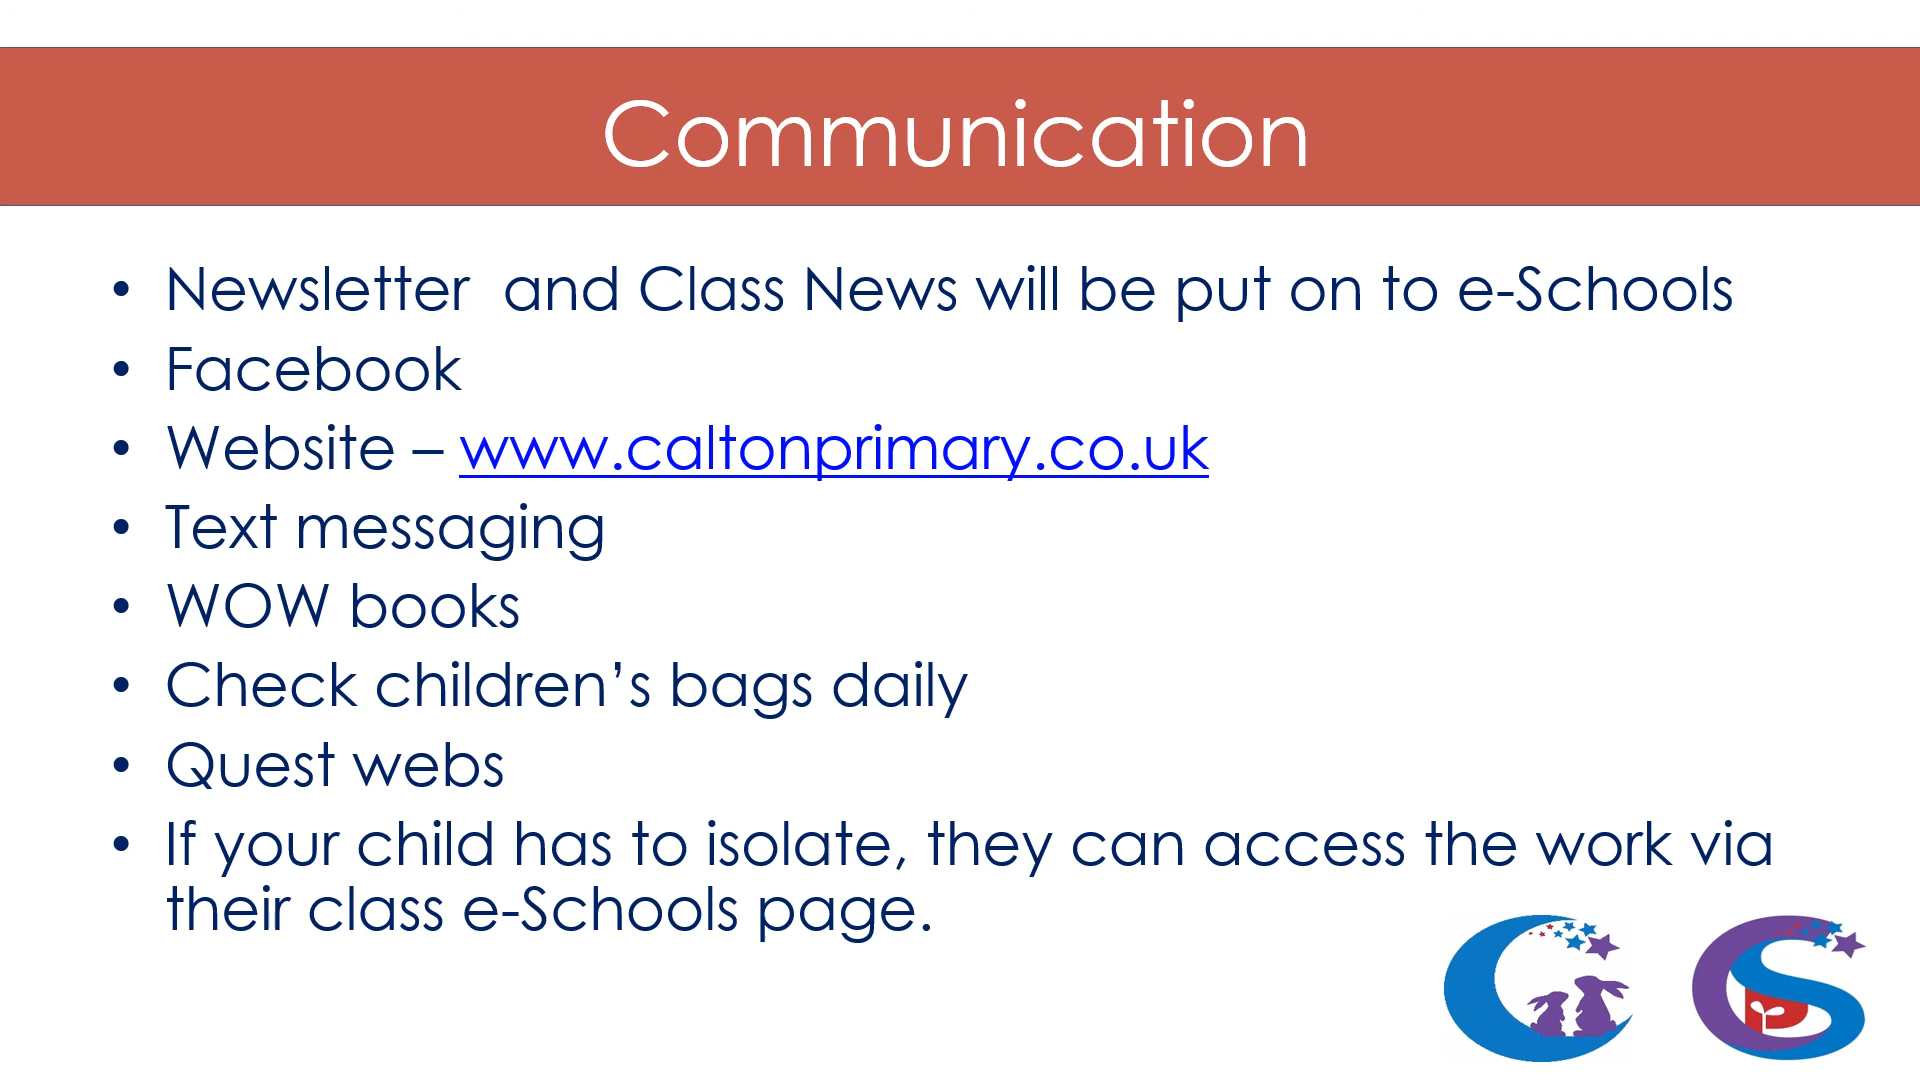 Communication
• Newsletter  and Class News will be put on to e-Schools
• Facebook
• Website – www.caltonprimary.co.uk
• Text messaging
• WOW books
• Check children’s bags daily
• Quest webs
• If your child has to isolate, they can access the work via
their class e-Schools page.